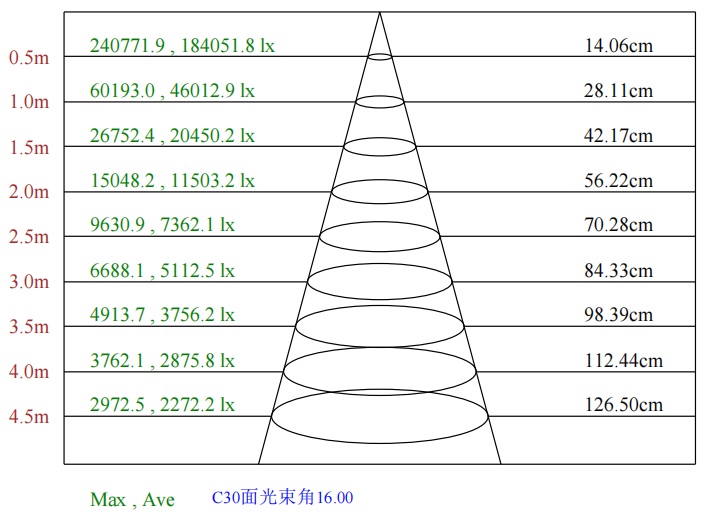 240771.9 , 184051.8 lx 14.06cm
0.5m
60193.0 , 46012.9 lx 28.11cm
1.0m
26752.4 , 20450.2 lx 42.17cm
1.5m
15048.2 , 11503.2 lx 56.22cm
2.0m
9630.9 , 7362.1 lx 70.28cm
2.5m
6688.1 , 5112.5 lx 84.33cm
3.0m
4913.7 , 3756.2 lx 98.39cm
3.5m
3762.1 , 2875.8 lx 112.44cm
4.0m
2972.5 , 2272.2 lx 126.50cm
4.5m
Max , Ave C30面光束角16.00